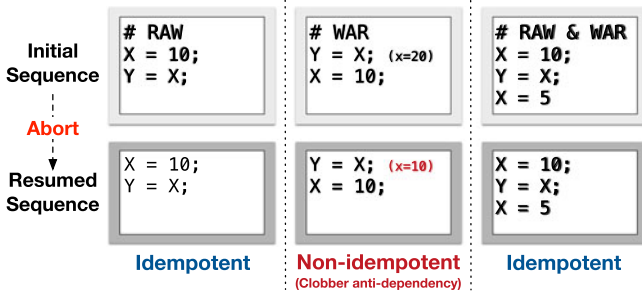 Initial
Sequence
Abort
Resumed
Sequence
# RAW
X = 10;
Y = X;
# WAR
Y = X; (x=20)
X = 10;
# RAW & WAR
X = 10;
Y = X;
X = 5
X = 10;
Y = X;
Y = X; (x=10)
X = 10;
X = 10;
Y = X;
X = 5
Idempotent
Non-idempotent
(Clobber anti-dependency)
Idempotent